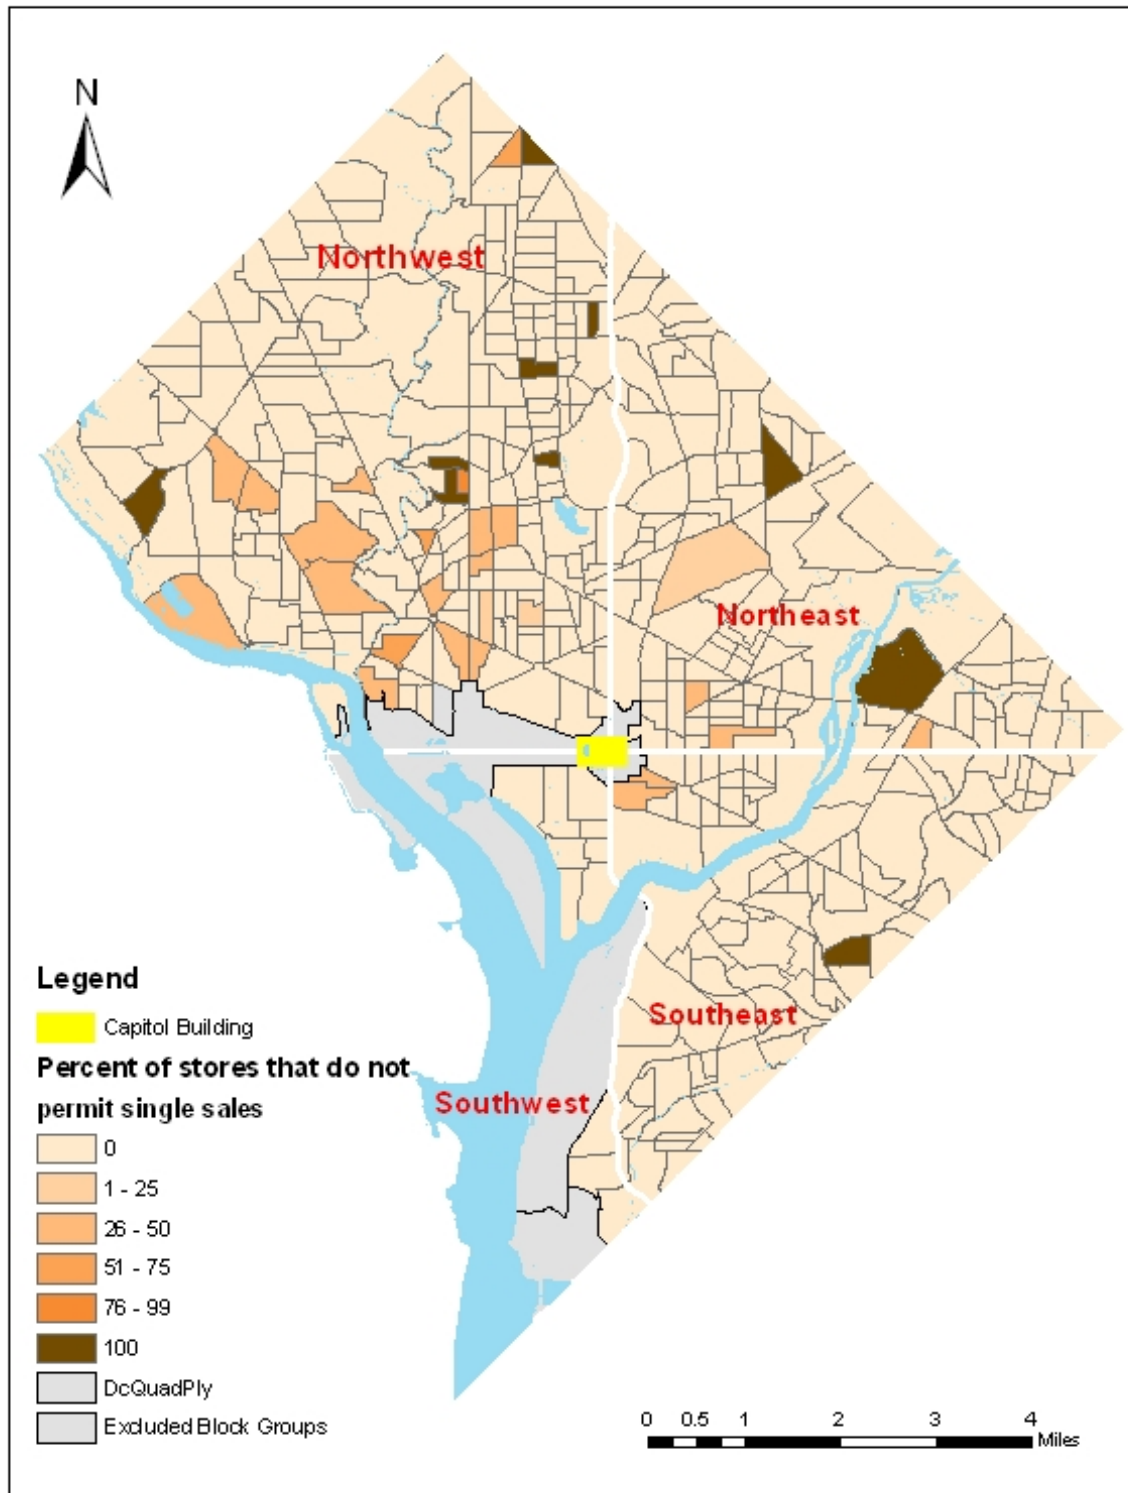 N
Northwest
Northeast
Southeast
Southwest
Legend
Capitol Building
Percent of stores that do not
permit single sales
0
1 - 25
26 - 50
51 - 75
76 - 99
100
DcQuadPly
Excluded Block Groups
0 0.5 1 2 3 4
Miles